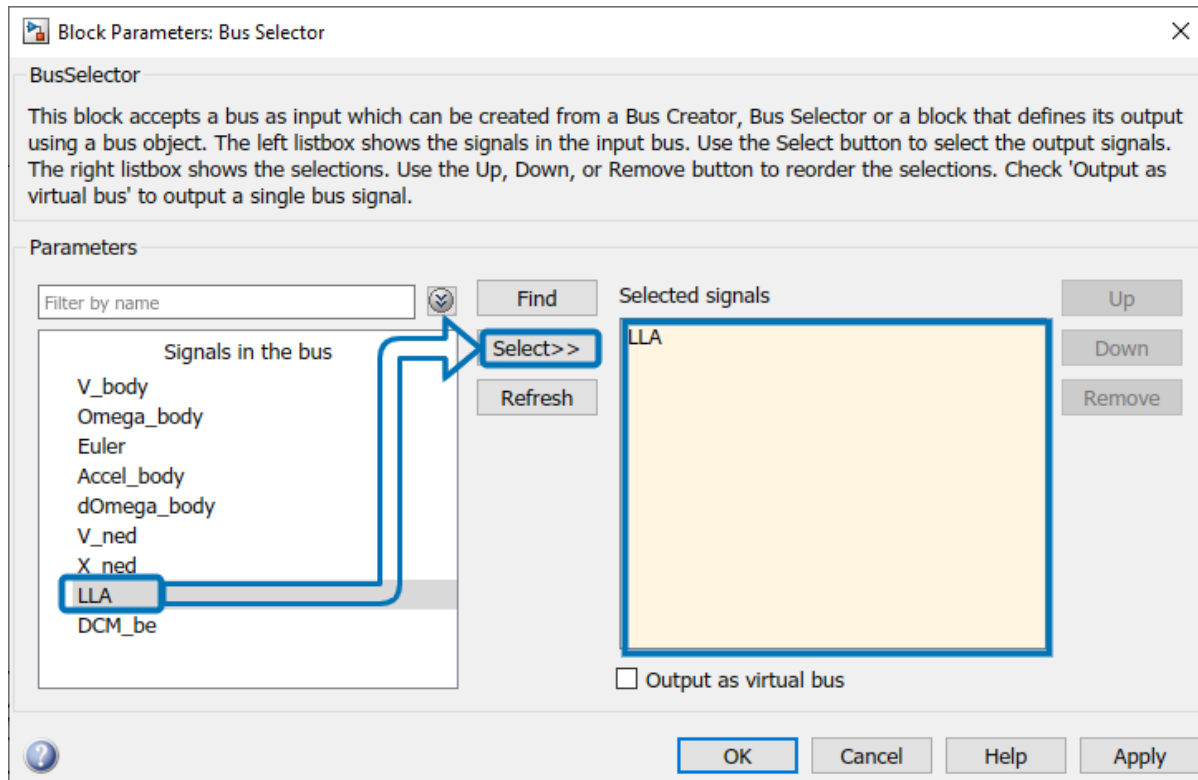 Block Parameters: Bus Selector
BusSelector
This block accepts a bus as input which can be created from a Bus Creator, Bus Selector or a block that defines its output
using a bus object. The left listbox shows the signals in the input bus. Use the Select button to select the output signals.
The right listbox shows the selections. Use the Up, Down, or Remove button to reorder the selections. Check 'Output as
virtual bus' to output a single bus signal.
Parameters
Filter by name
Find
Select>>
Refresh
Signals in the bus
V_body
Omega_body
Euler
Accel_body
dOmega_body
V_ned
X_ned
LLA
DCM_be
Selected signals
LLA
Up
Down
Remove
Output as virtual bus
?
OK
Cancel
Help
Apply